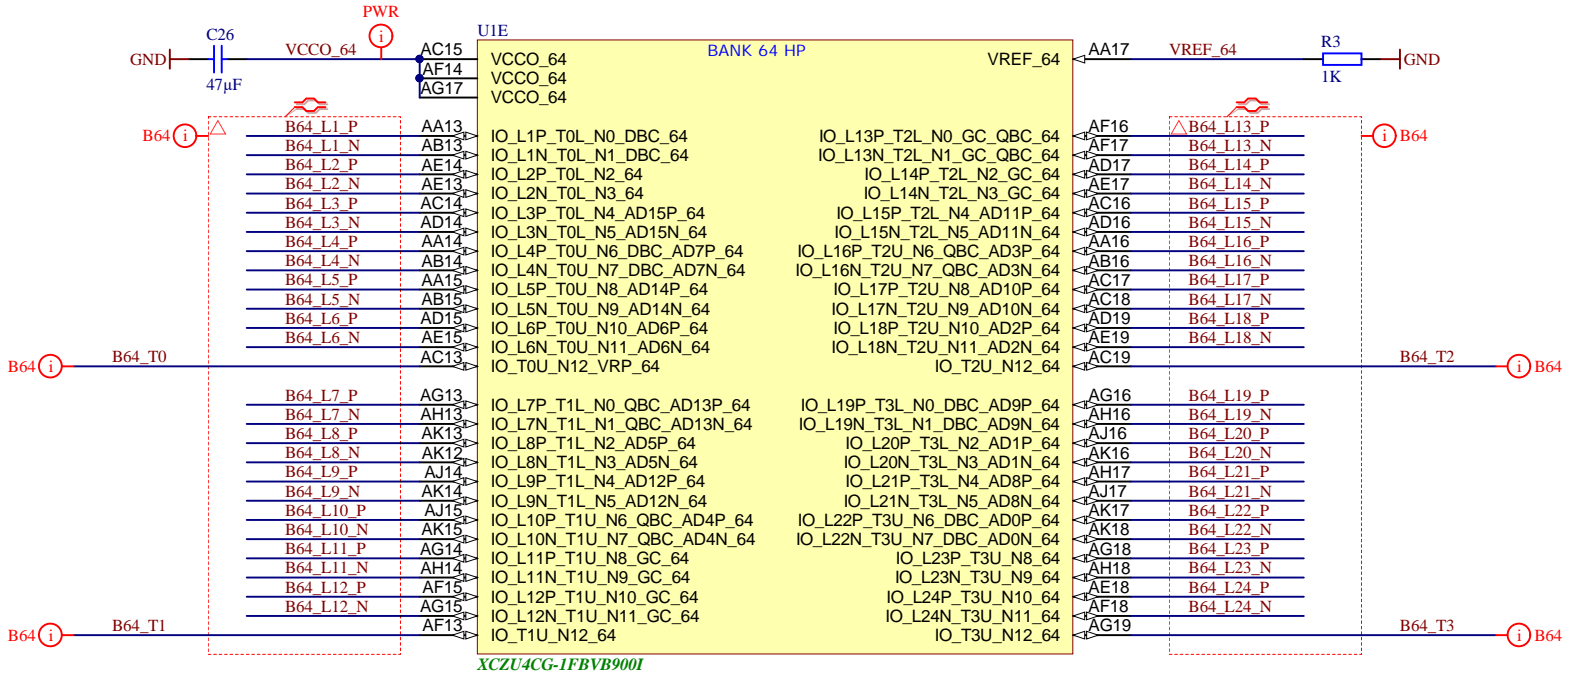 PWR
C26
U1E
R3
GND VCCO_64 AC15 VCCO_64 BANK 64 HP VREF_64 AA17 VREF_64 GND
AF14 VCCO_64
47µF AG17 VCCO_64 1K
B64 i B64_L1_P AA13 IO_L1P_T0L_N0_DBC_64 IO_L13P_T2L_N0_GC_QBC_64 AF16 B64_L13_P i B64
B64_L1_N AB13 IO_L1N_T0L_N1_DBC_64 IO_L13N_T2L_N1_GC_QBC_64 AF17 B64_L13_N
B64_L2_P AE14 IO_L2P_T0L_N2_64 IO_L14P_T2L_N2_GC_64 AD17 B64_L14_P
B64_L2_N AE13 IO_L2N_T0L_N3_64 IO_L14N_T2L_N3_GC_64 AE17 B64_L14_N
B64_L3_P AC14 IO_L3P_T0L_N4_AD15P_64 IO_L15P_T2L_N4_AD11P_64 AC16 B64_L15_P
B64_L3_N AD14 IO_L3N_T0L_N5_AD15N_64 IO_L15N_T2L_N5_AD11N_64 AD16 B64_L15_N
B64_L4_P AA14 IO_L4P_T0U_N6_DBC_AD7P_64 IO_L16P_T2U_N6_QBC_AD3P_64 AA16 B64_L16_P
B64_L4_N AB14 IO_L4N_T0U_N7_DBC_AD7N_64 IO_L16N_T2U_N7_QBC_AD3N_64 AB16 B64_L16_N
B64_L5_P AA15 IO_L5P_T0U_N8_AD14P_64 IO_L17P_T2U_N8_AD10P_64 AC17 B64_L17_P
B64_L5_N AB15 IO_L5N_T0U_N9_AD14N_64 IO_L17N_T2U_N9_AD10N_64 AC18 B64_L17_N
B64_L6_P AD15 IO_L6P_T0U_N10_AD6P_64 IO_L18P_T2U_N10_AD2P_64 AD19 B64_L18_P
B64_L6_N AE15 IO_L6N_T0U_N11_AD6N_64 IO_L18N_T2U_N11_AD2N_64 AE19 B64_L18_N
B64 i B64_T0 AC13 IO_T0U_N12_VRP_64 IO_T2U_N12_64 AC19 B64_T2 i B64
B64_L7_P AG13 IO_L7P_T1L_N0_QBC_AD13P_64 IO_L19P_T3L_N0_DBC_AD9P_64 AG16 B64_L19_P
B64_L7_N AH13 IO_L7N_T1L_N1_QBC_AD13N_64 IO_L19N_T3L_N1_DBC_AD9N_64 AH16 B64_L19_N
B64_L8_P AK13 IO_L8P_T1L_N2_AD5P_64 IO_L20P_T3L_N2_AD1P_64 AJ16 B64_L20_P
B64_L8_N AK12 IO_L8N_T1L_N3_AD5N_64 IO_L20N_T3L_N3_AD1N_64 AK16 B64_L20_N
B64_L9_P AJ14 IO_L9P_T1L_N4_AD12P_64 IO_L21P_T3L_N4_AD8P_64 AH17 B64_L21_P
B64_L9_N AK14 IO_L9N_T1L_N5_AD12N_64 IO_L21N_T3L_N5_AD8N_64 AJ17 B64_L21_N
B64_L10_P AJ15 IO_L10P_T1U_N6_QBC_AD4P_64 IO_L22P_T3U_N6_DBC_AD0P_64 AK17 B64_L22_P
B64_L10_N AK15 IO_L10N_T1U_N7_QBC_AD4N_64 IO_L22N_T3U_N7_DBC_AD0N_64 AK18 B64_L22_N
B64_L11_P AG14 IO_L11P_T1U_N8_GC_64 IO_L23P_T3U_N8_64 AG18 B64_L23_P
B64_L11_N AH14 IO_L11N_T1U_N9_GC_64 IO_L23N_T3U_N9_64 AH18 B64_L23_N
B64_L12_P AF15 IO_L12P_T1U_N10_GC_64 IO_L24P_T3U_N10_64 AE18 B64_L24_P
B64_L12_N AG15 IO_L12N_T1U_N11_GC_64 IO_L24N_T3U_N11_64 AF18 B64_L24_N
B64 i B64_T1 AF13 IO_T1U_N12_64 IO_T3U_N12_64 AG19 B64_T3 i B64
XCZU4CG-1FBVB900I